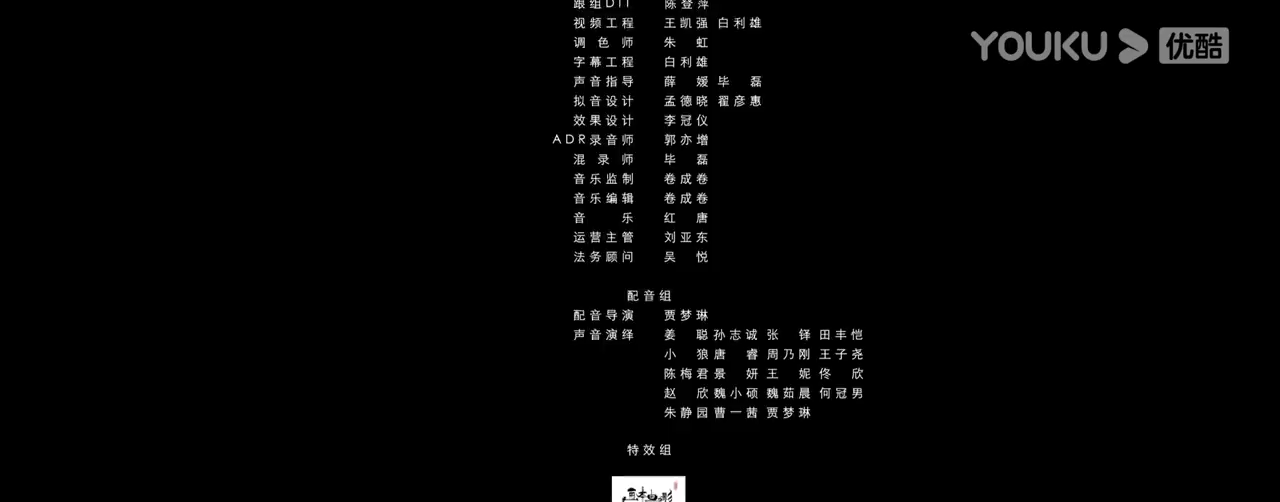 跟组DIT 陈登萍
YOUKU 优酷
视频工程 王凯强 白利雄
调色师 朱虹
字幕工程 白利雄
声音指导 薛媛 毕磊
拟音设计 孟德晓 翟彦惠
效果设计 李冠仪
ADR录音师 郭亦增
混录师 毕磊
音乐监制 卷成卷
音乐编辑 卷成卷
音乐 红唐
运营主管 刘亚东
法务顾问 吴悦
配音组
配音导演 贾梦琳
声音演绎 姜聪 孙志诚 张铎 田丰恺
小狼 唐睿 周乃刚 王子尧
陈梅君 景妍 王妮 佟欣
赵欣 魏小硕 魏茹晨 何冠男
朱静园 曹一茜 贾梦琳
特效组